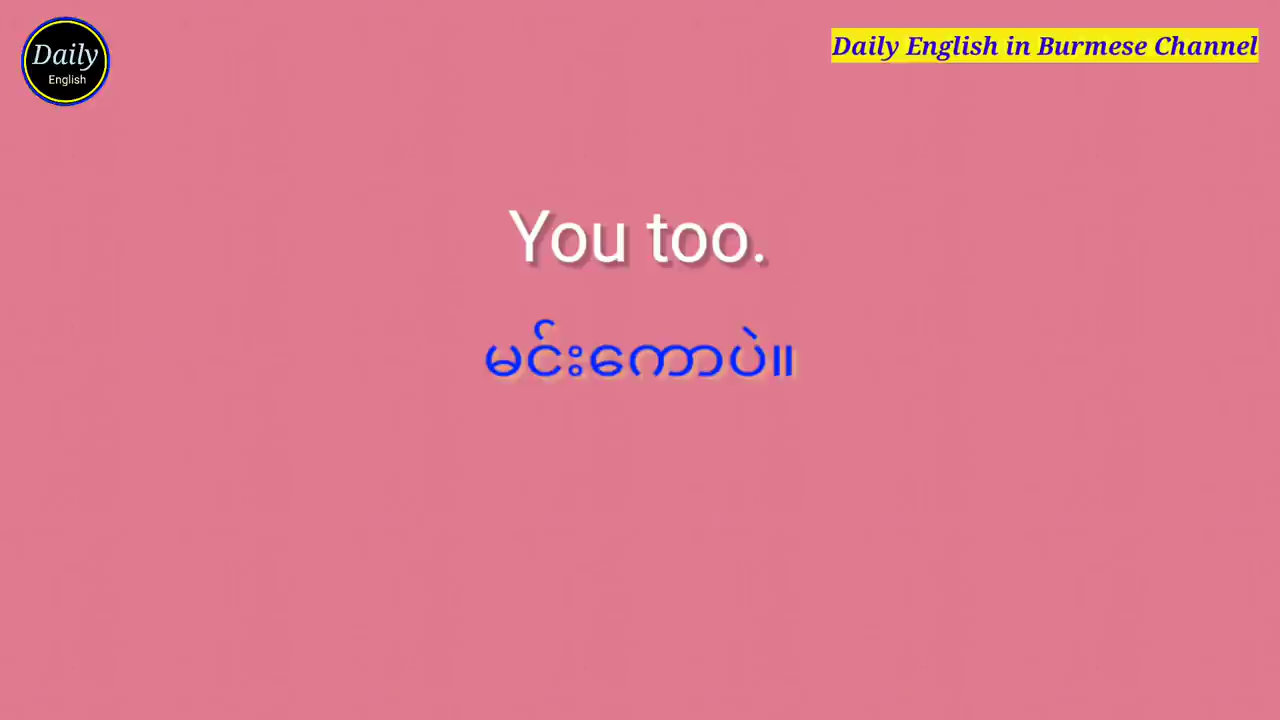 Daily
English
Daily English in Burmese Channel
You too.
မင်းကောပဲ။